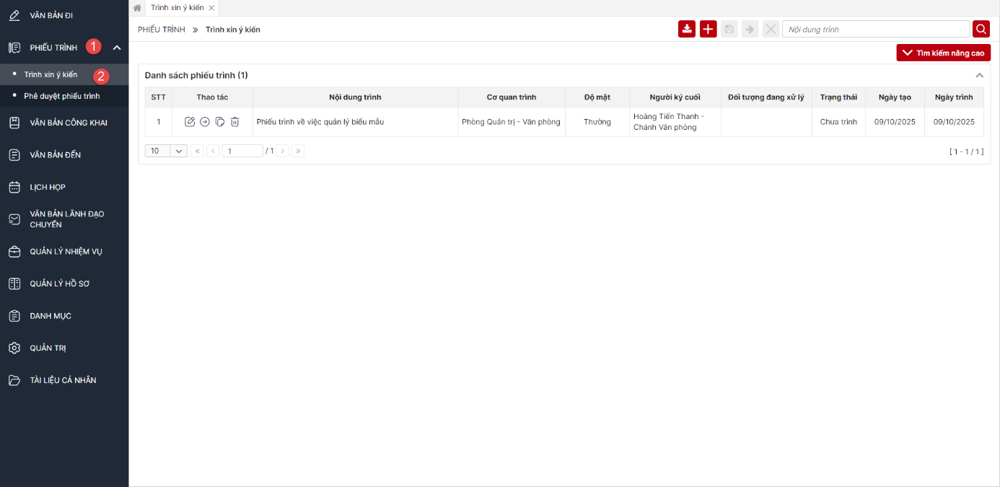 VĂN BẢN ĐI
PHIẾU TRÌNH 1
Trình xin ý kiến 2
Phê duyệt phiếu trình
VĂN BẢN CÔNG KHAI
VĂN BẢN ĐẾN
LỊCH HỌP
VĂN BẢN LÃNH ĐẠO
CHUYỂN
QUẢN LÝ NHIỆM VỤ
QUẢN LÝ HỒ SƠ
DANH MỤC
QUẢN TRỊ
TÀI LIỆU CÁ NHÂN
Trình xin ý kiến
PHIẾU TRÌNH » Trình xin ý kiến
Nội dung trình
Tìm kiếm nâng cao
Danh sách phiếu trình (1)
STT Thao tác Nội dung trình Cơ quan trình Độ mật Người ký cuối Đối tượng đang xử lý Trạng thái Ngày tạo Ngày trình
1 Phiếu trình về việc quản lý biểu mẫu Phòng Quản trị - Văn phòng Thường Hoàng Tiến Thanh - Chưa trình 09/10/2025 09/10/2025
Chánh Văn phòng
10 « ‹ 1 / 1 › » [ 1 - 1 / 1 ]